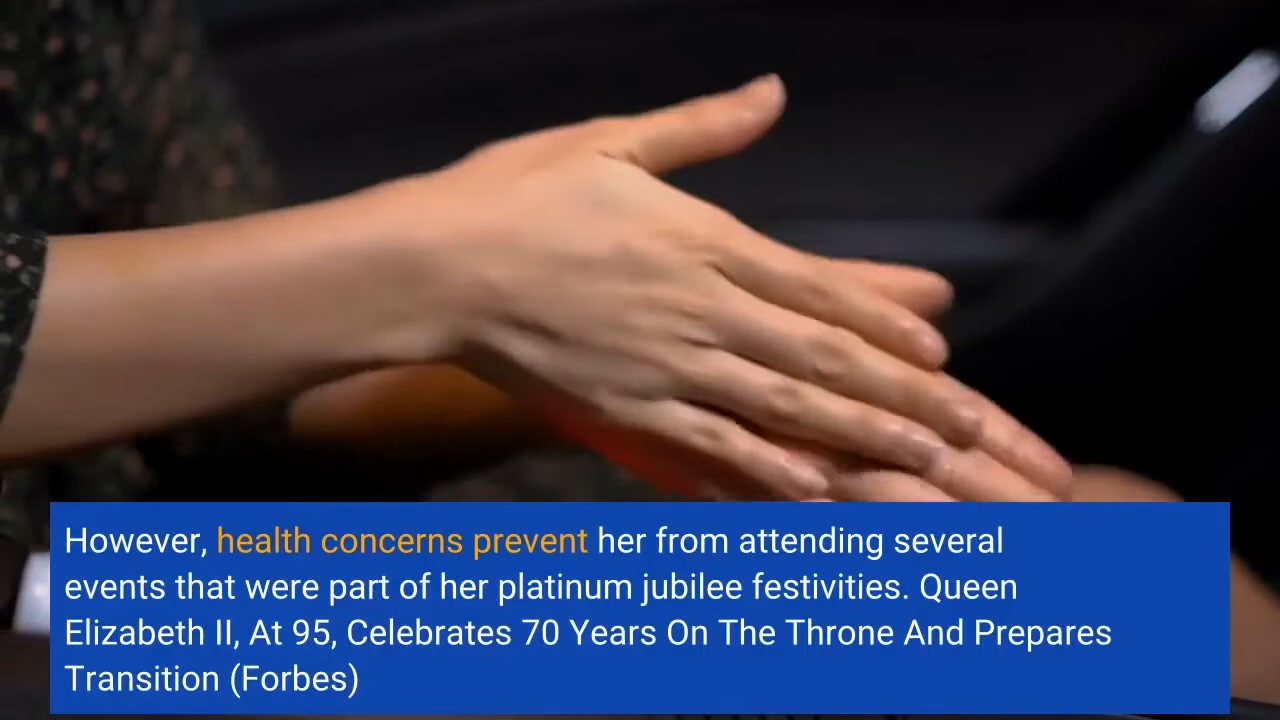 However, health concerns prevent her from attending several
events that were part of her platinum jubilee festivities. Queen
Elizabeth II, At 95, Celebrates 70 Years On The Throne And Prepares
Transition (Forbes)